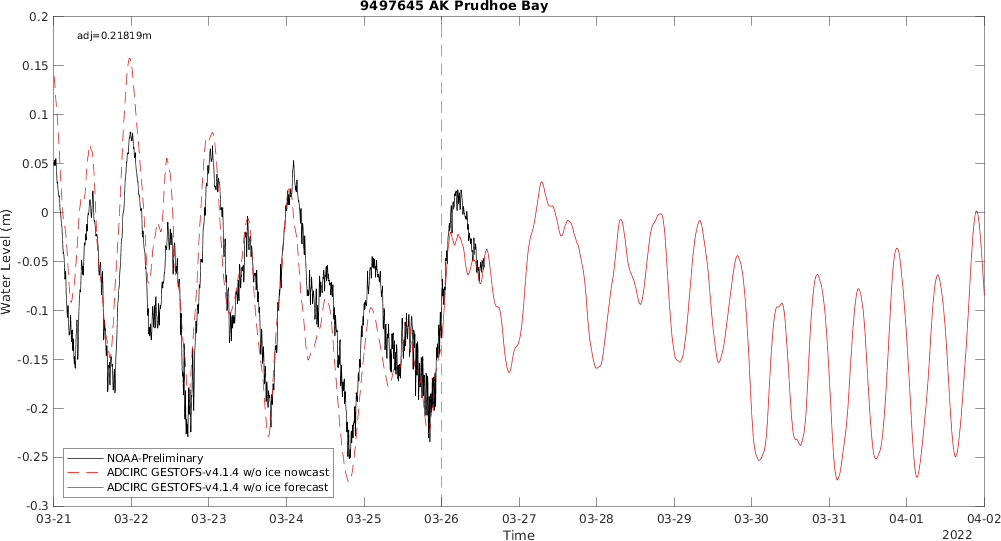 9497645 AK Prudhoe Bay
adj=0.21819m
0.2
0.15
0.1
0.05
0
-0.05
-0.1
-0.15
-0.2
-0.25
-0.3
Water Level (m)
NOAA-Preliminary
ADCIRC GESTOFS-v4.1.4 w/o ice nowcast
ADCIRC GESTOFS-v4.1.4 w/o ice forecast
03-21 03-22 03-23 03-24 03-25 03-26 03-27 03-28 03-29 03-30 03-31 04-01 04-02
Time
2022